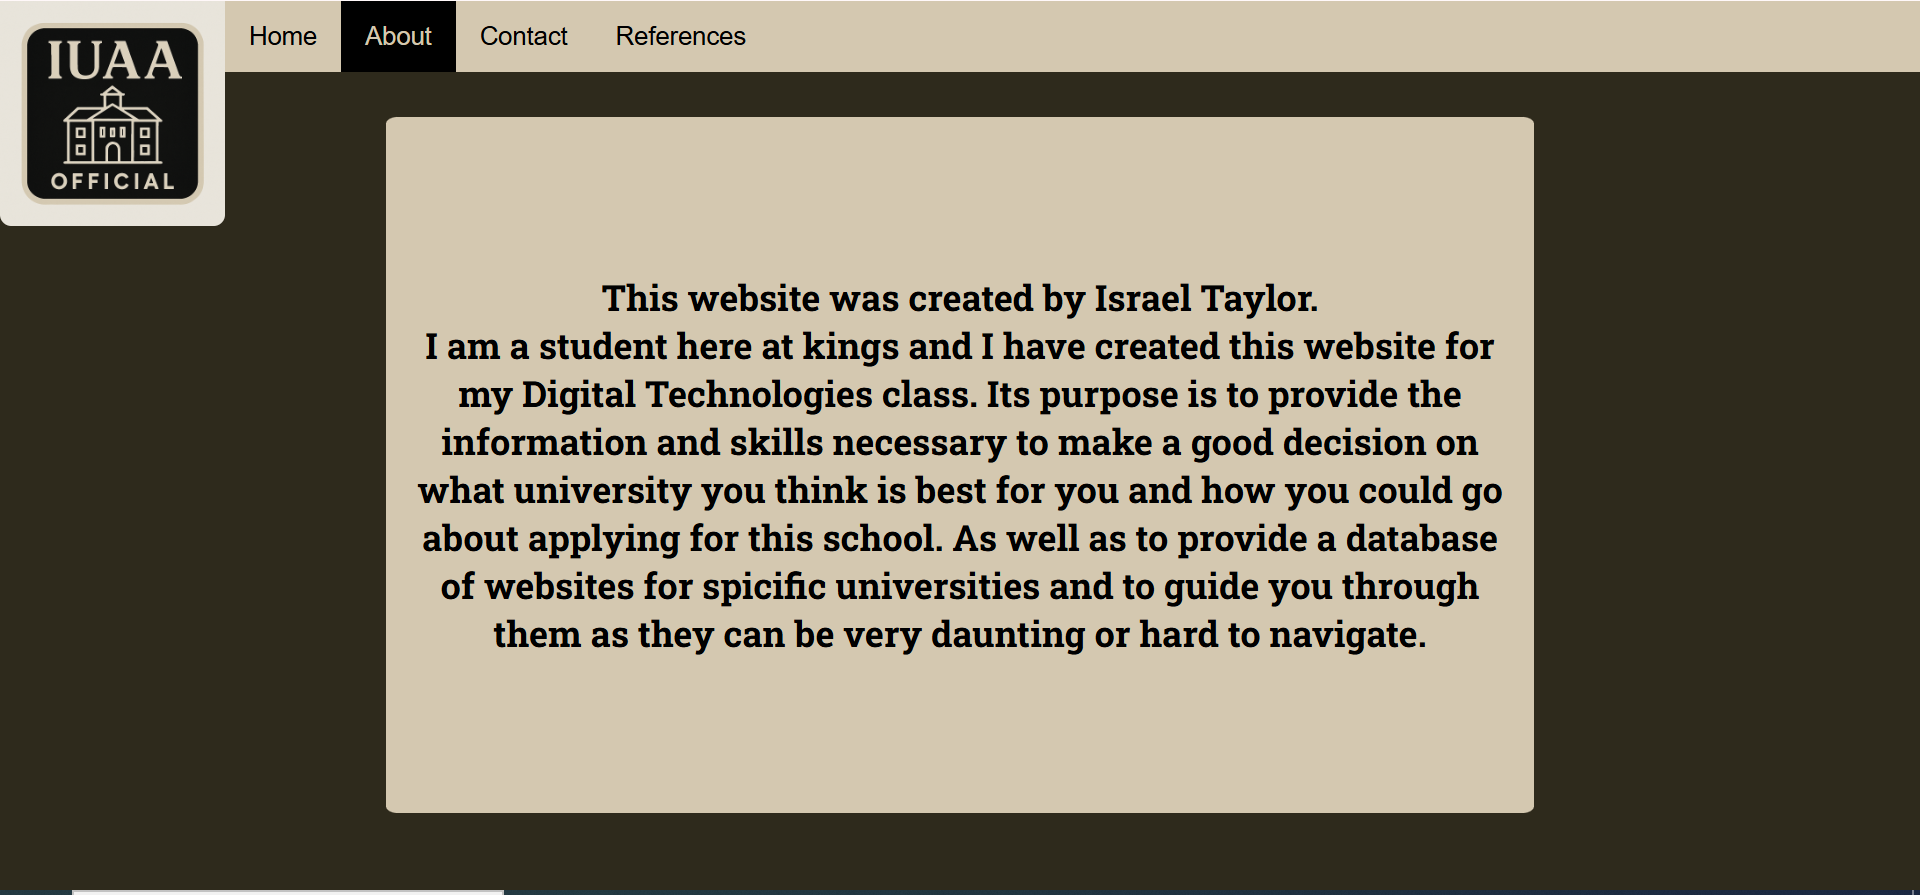 IUAA
OFFICIAL
Home
About
Contact
References
This website was created by Israel Taylor.
I am a student here at kings and I have created this website for
my Digital Technologies class. Its purpose is to provide the
information and skills necessary to make a good decision on
what university you think is best for you and how you could go
about applying for this school. As well as to provide a database
of websites for spicific universities and to guide you through
them as they can be very daunting or hard to navigate.